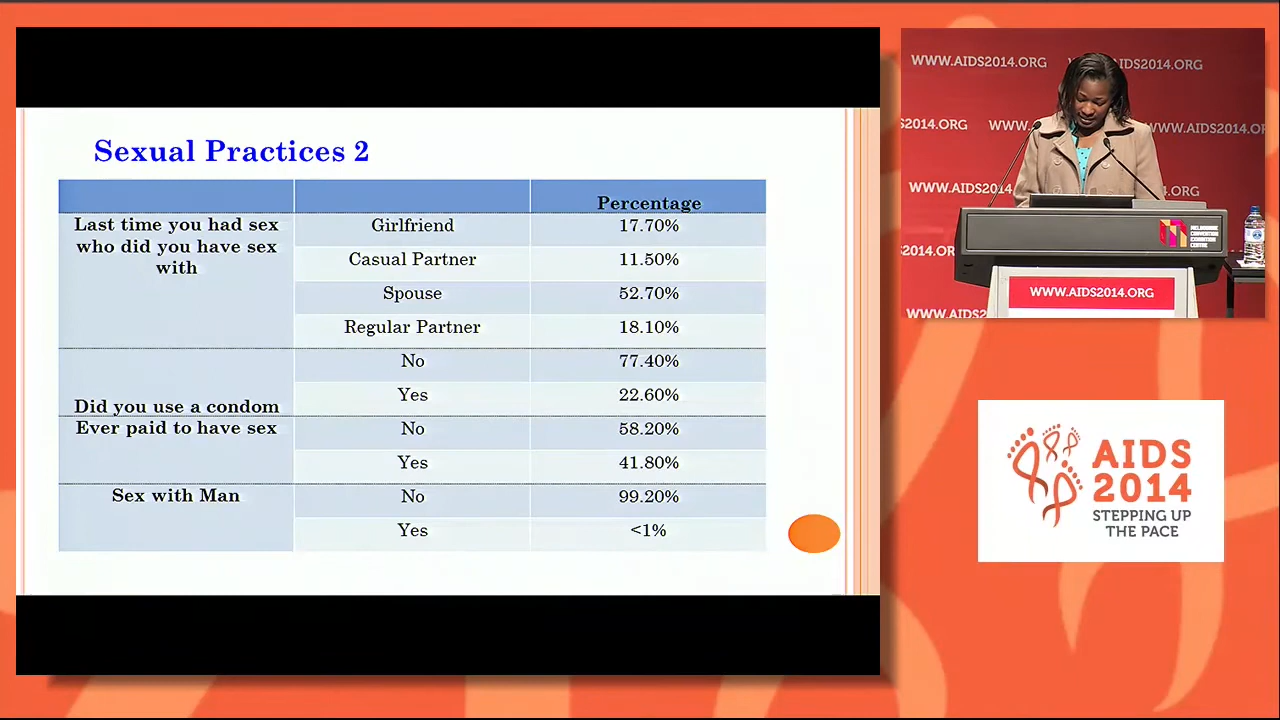 Sexual Practices 2
Percentage
Last time you had sex
who did you have sex
with
Girlfriend 17.70%
Casual Partner 11.50%
Spouse 52.70%
Regular Partner 18.10%
Did you use a condom
No 77.40%
Yes 22.60%
Ever paid to have sex
No 58.20%
Yes 41.80%
Sex with Man
No 99.20%
Yes <1%
WWW.AIDS2014.ORG
AIDS2014.ORG
S2014.ORG
WWW.
WWW.AIDS2014.OR
WWW.AIDS2014.
.ORG
S2014.ORG
WWW.AIDS2014.ORG
WWW.AIDS2014
AIDS
2014
STEPPING UP
THE PACE